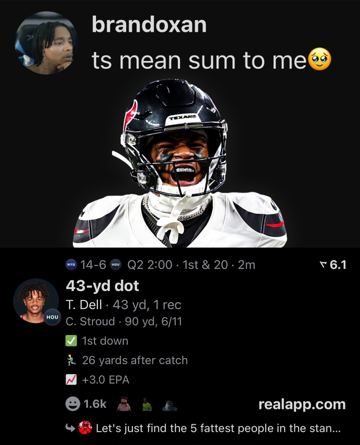 brandoxan
ts mean sum to me🥹
TEXANS
14-6 HOU Q2 2:00 · 1st & 20 · 2m 6.1
43-yd dot
T. Dell · 43 yd, 1 rec
HOU
C. Stroud · 90 yd, 6/11
✅ 1st down
26 yards after catch
📈 +3.0 EPA
1.6k realapp.com
Let's just find the 5 fattest people in the stan...